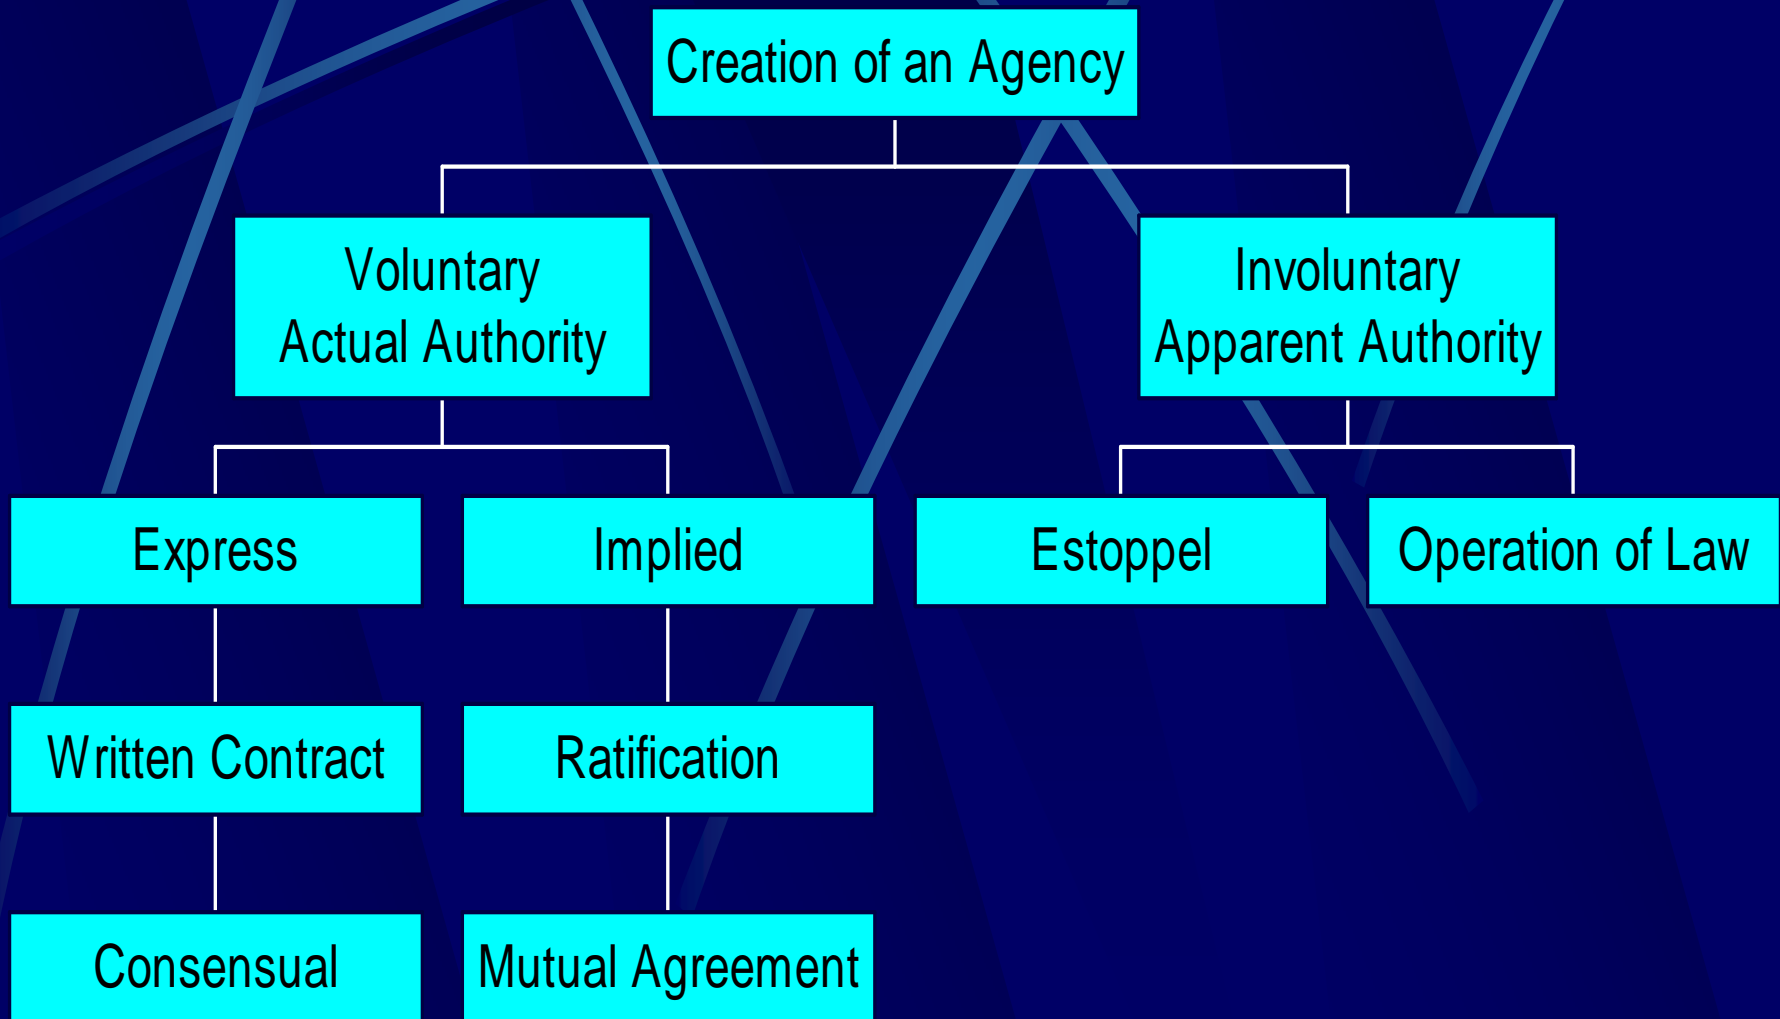 Creation of an Agency
Voluntary
Actual Authority
Involuntary
Apparent Authority
Express
Implied
Estoppel
Operation of Law
Written Contract
Ratification
Consensual
Mutual Agreement